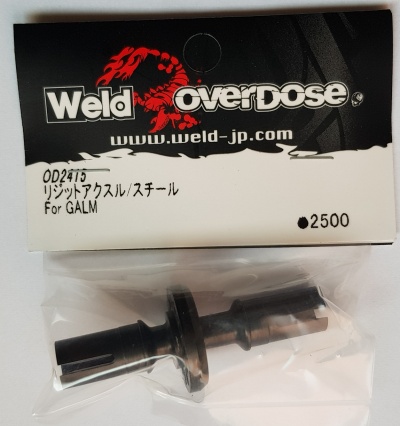 Weld OVERDOSE.
www.weld-jp.com
OD2415
リジットアクスル/スチール
For GALM
●2500